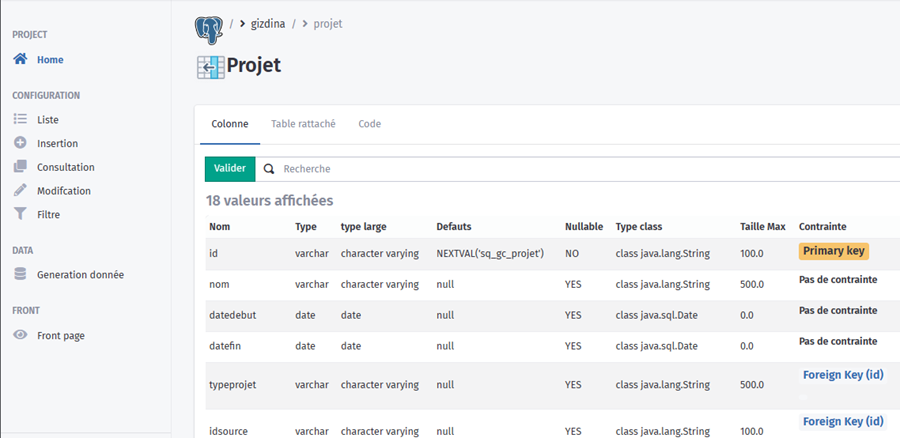 PROJECT
Home
CONFIGURATION
Liste
Insertion
Consultation
Modifcation
Filtre
DATA
Generation donnée
FRONT
Front page
/ > gizdina / > projet
Projet
Colonne Table rattaché Code
Valider Recherche
18 valeurs affichées
Nom Type type large Defauts Nullable Type class Taille Max Contrainte
id varchar character varying NEXTVAL('sq_gc_projet') NO class java.lang.String 100.0 Primary key
nom varchar character varying null YES class java.lang.String 500.0 Pas de contrainte
datedebut date date null YES class java.sql.Date 0.0 Pas de contrainte
datefin date date null YES class java.sql.Date 0.0 Pas de contrainte
typeprojet varchar character varying null YES class java.lang.String 500.0 Foreign Key (id)
idsource varchar character varying null YES class java.lang.String 100.0 Foreign Key (id)